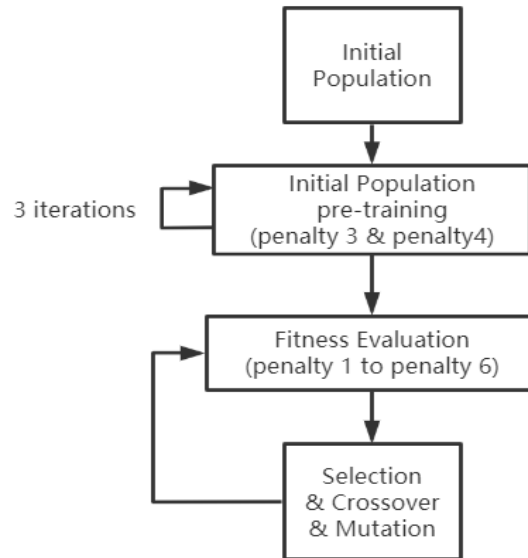 Initial
Population
3 iterations
Initial Population
pre-training
(penalty 3 & penalty4)
Fitness Evaluation
(penalty 1 to penalty 6)
Selection
& Crossover
& Mutation